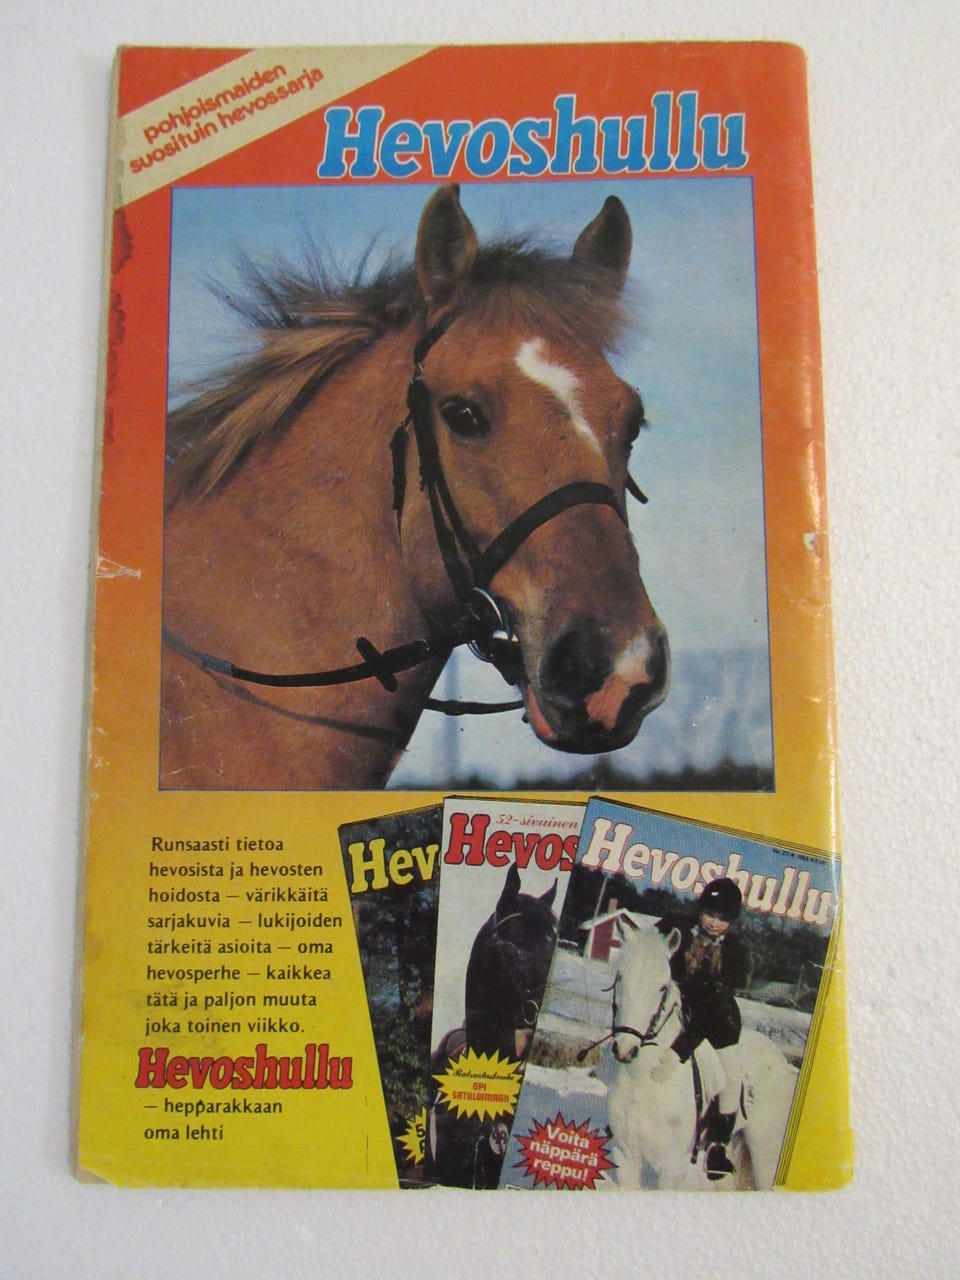 pohjoismaiden
suosituin hevossarja
Hevoshullu
Runsaasti tietoa
hevosista ja hevosten
hoidosta — värikkäitä
sarjakuvia — lukijoiden
tärkeitä asioita — oma
hevosperhe — kaikkea
tätä ja paljon muuta
joka toinen viikko.
Hevoshullu
— hepparakkaan
oma lehti
Hev
52-sivuinen
Hevos
OPI
SATULOIMAAN
Hevoshullu
Voita
näppärä
reppu!